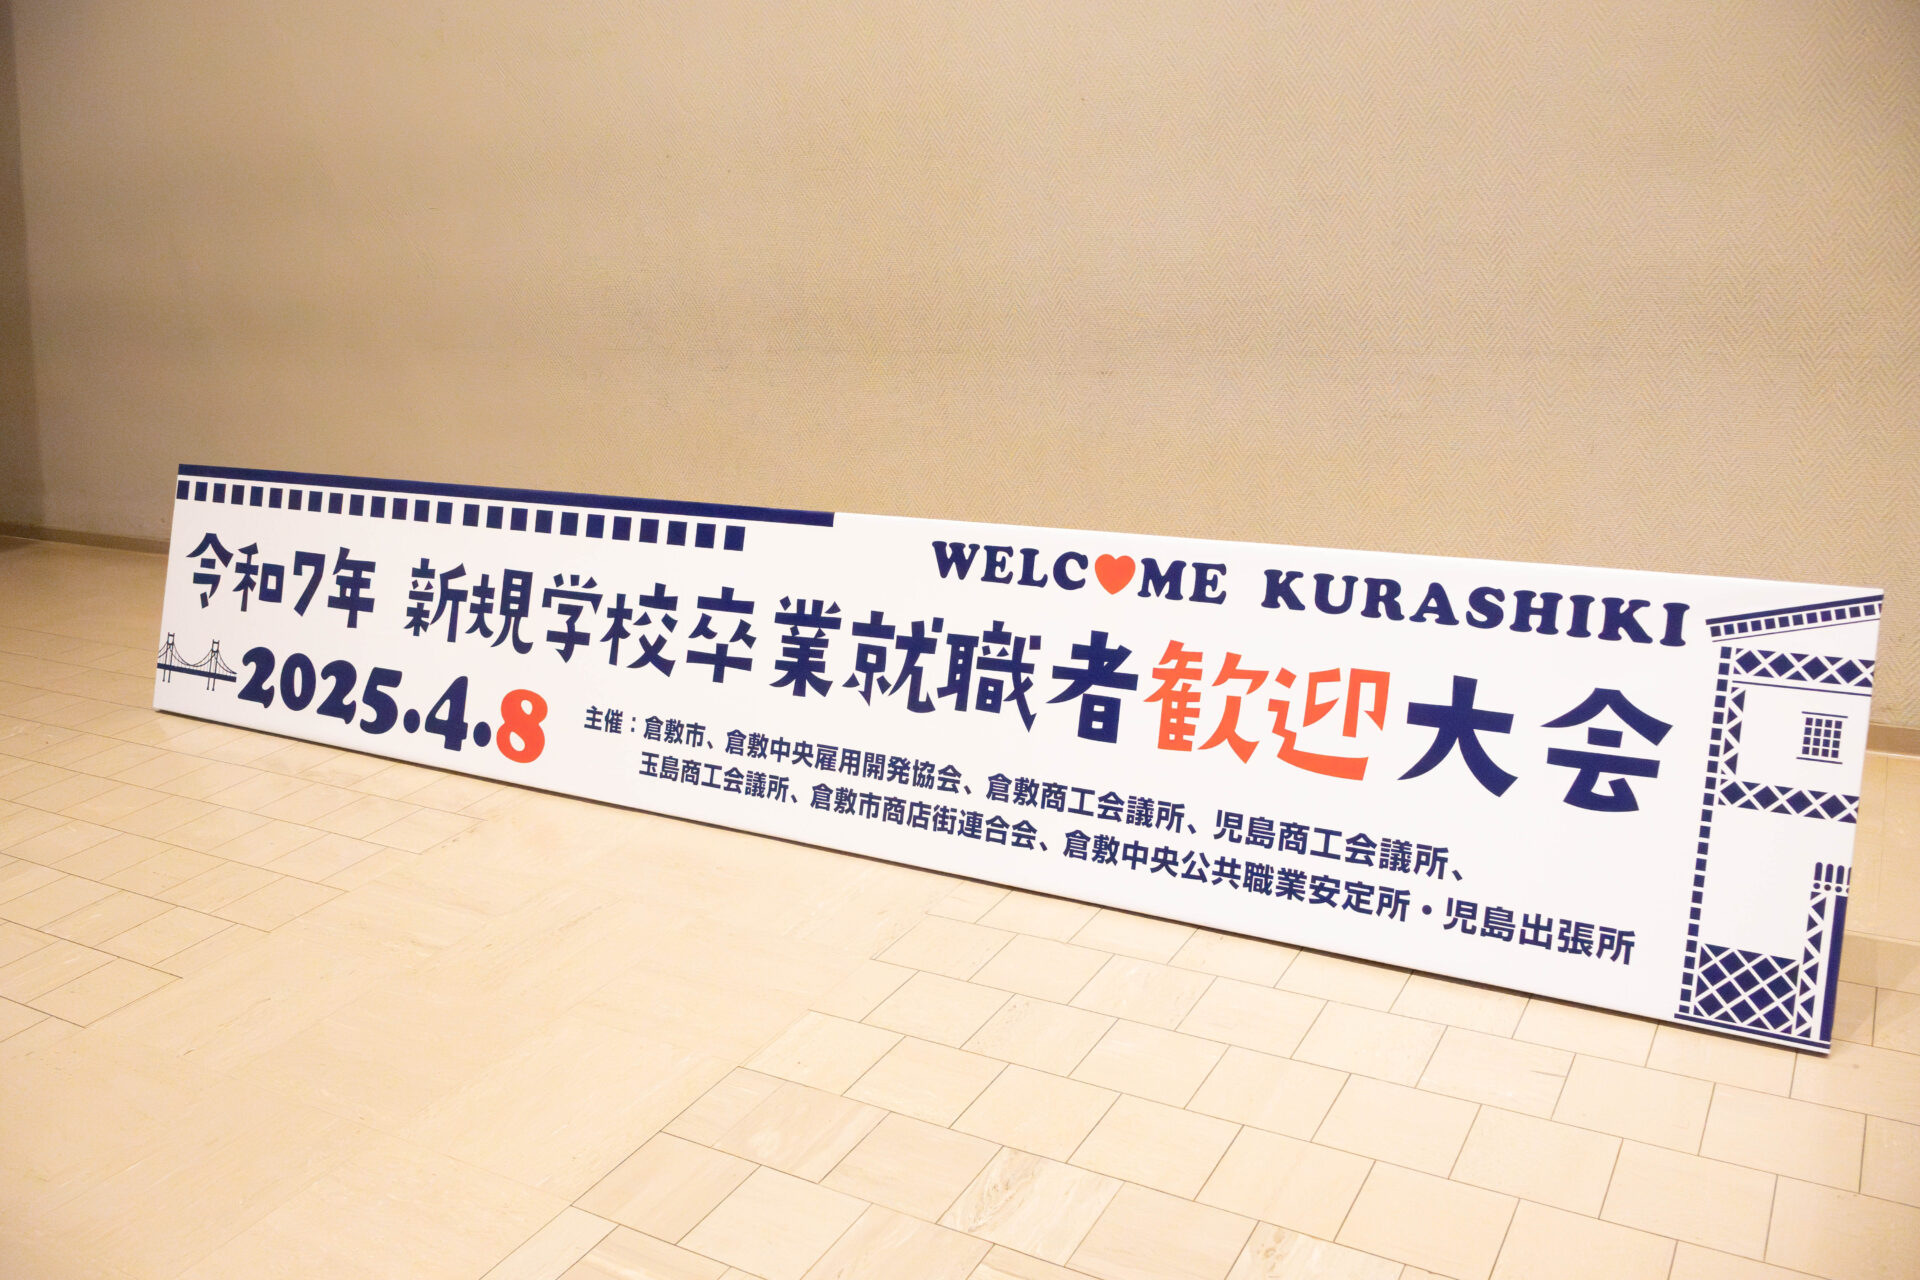 WELC♥ME KURASHIKI
令和7年 新規学校卒業就職者歓迎大会
2025.4.8
主催：倉敷市、倉敷中央雇用開発協会、倉敷商工会議所、児島商工会議所、
玉島商工会議所、倉敷市商店街連合会、倉敷中央公共職業安定所・児島出張所